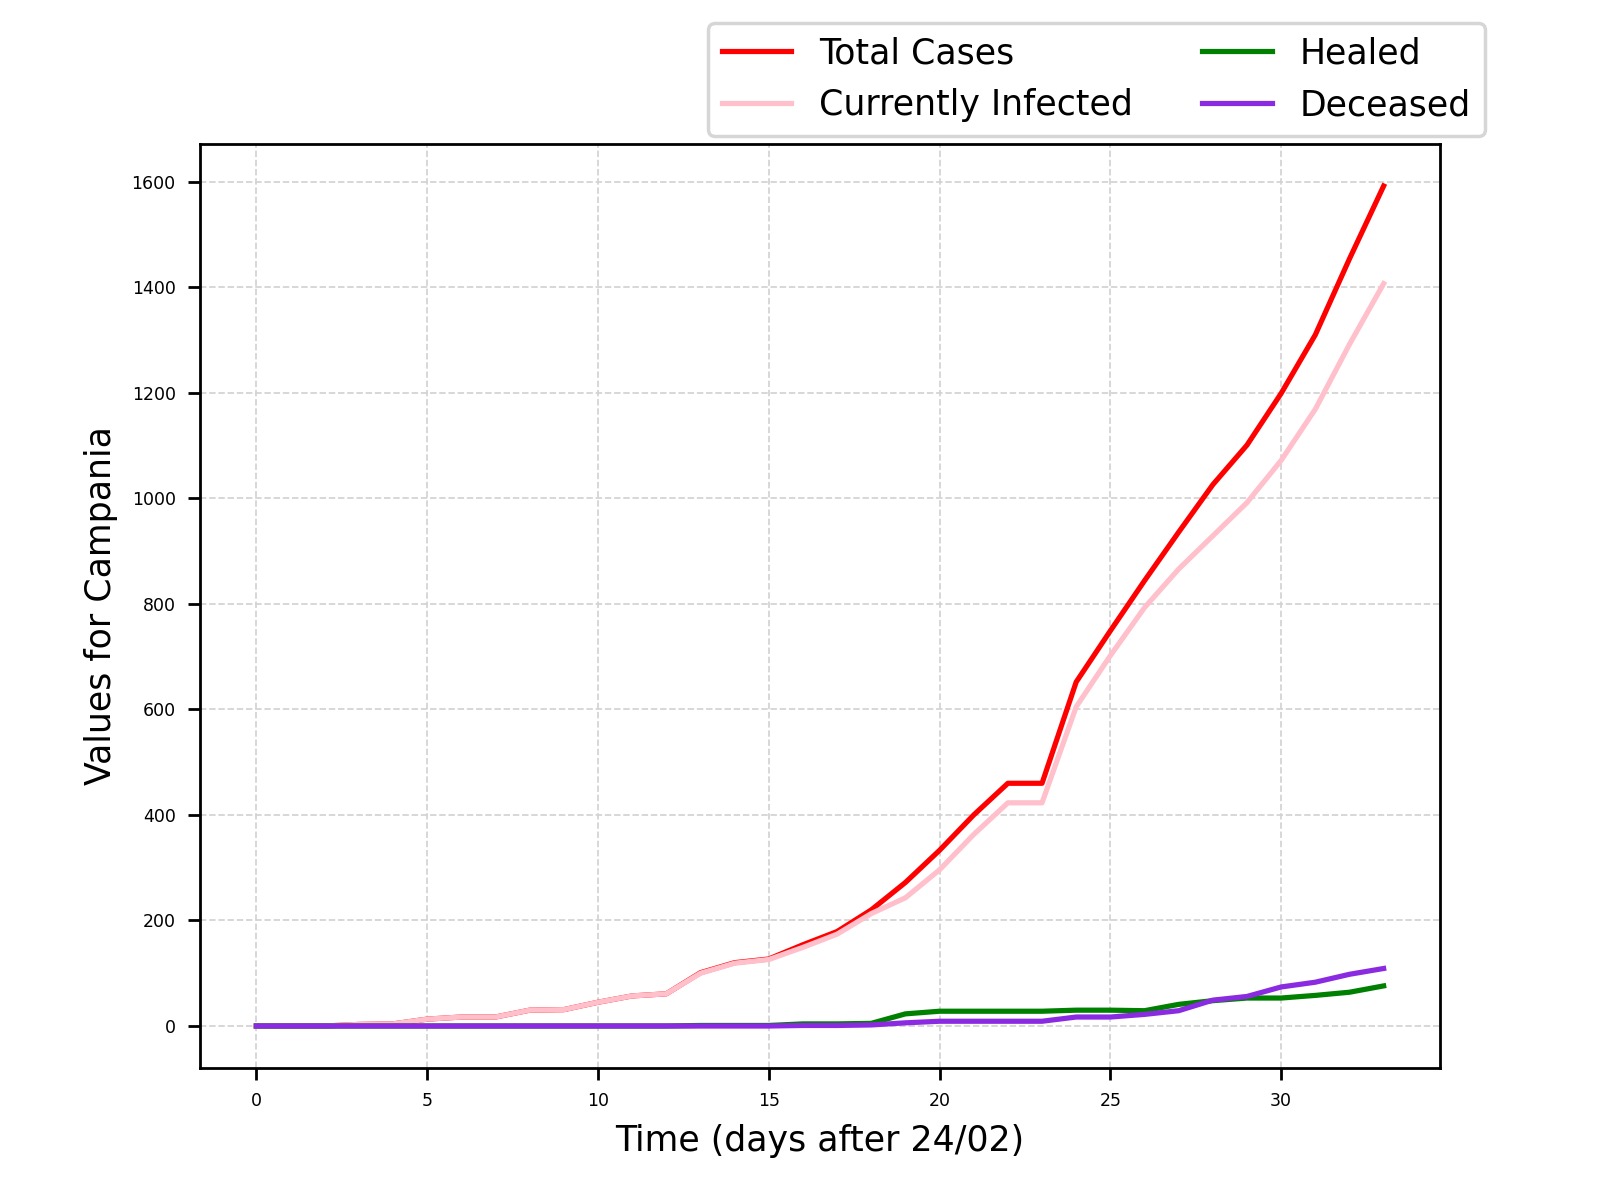 Total Cases
Currently Infected
Healed
Deceased
Values for Campania
1600
1400
1200
1000
800
600
400
200
0
0 5 10 15 20 25 30
Time (days after 24/02)